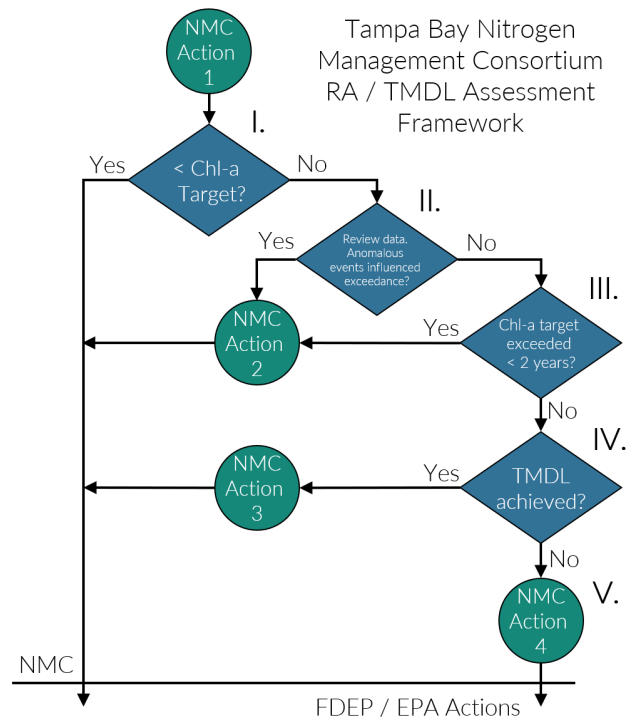 Tampa Bay Nitrogen
Management Consortium
RA / TMDL Assessment
Framework
NMC
Action
1
I.
< Chl-a
Target?
Yes
No
II.
Review data.
Anomalous
events influenced
exceedance?
Yes
No
III.
Chl-a target
exceeded
< 2 years?
Yes
No
NMC
Action
2
IV.
TMDL
achieved?
Yes
No
NMC
Action
3
V.
NMC
Action
4
NMC
FDEP / EPA Actions